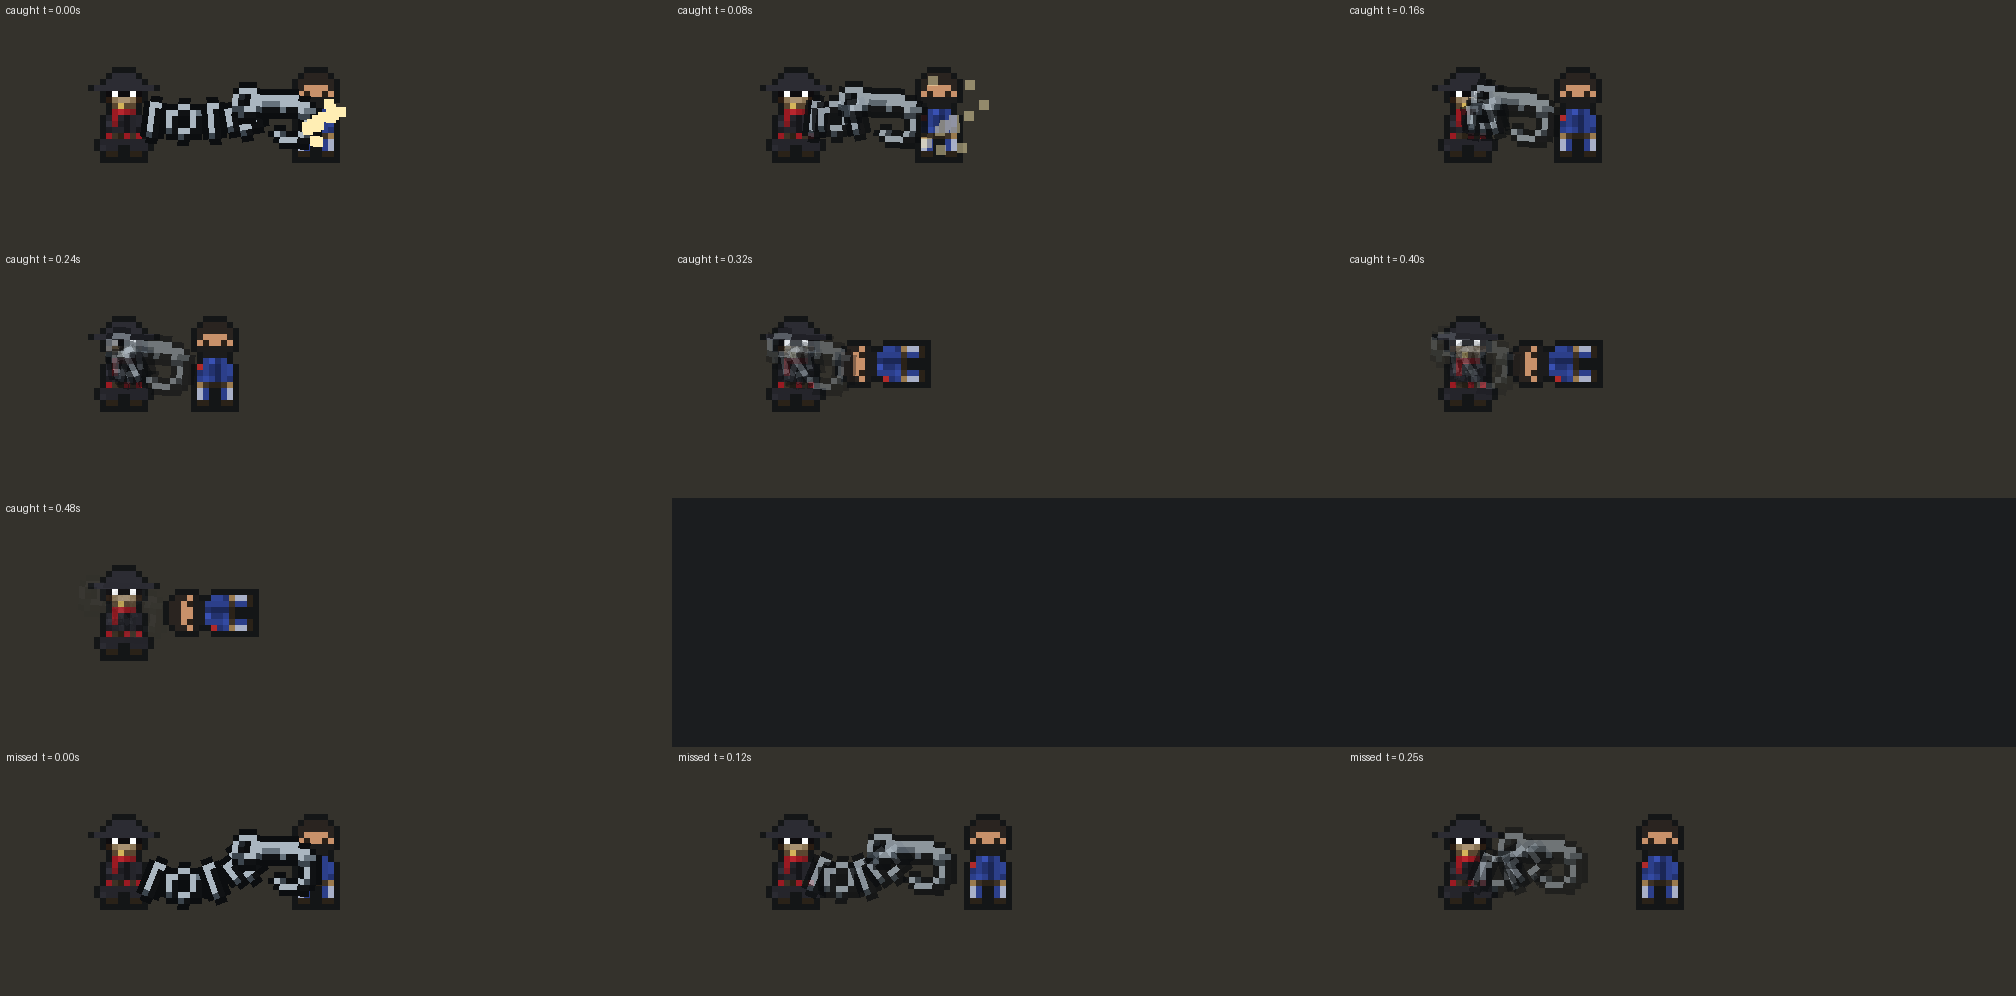 caught t = 0.00s
caught t = 0.08s
caught t = 0.16s
caught t = 0.24s
caught t = 0.32s
caught t = 0.40s
caught t = 0.48s
missed t = 0.00s
missed t = 0.12s
missed t = 0.25s